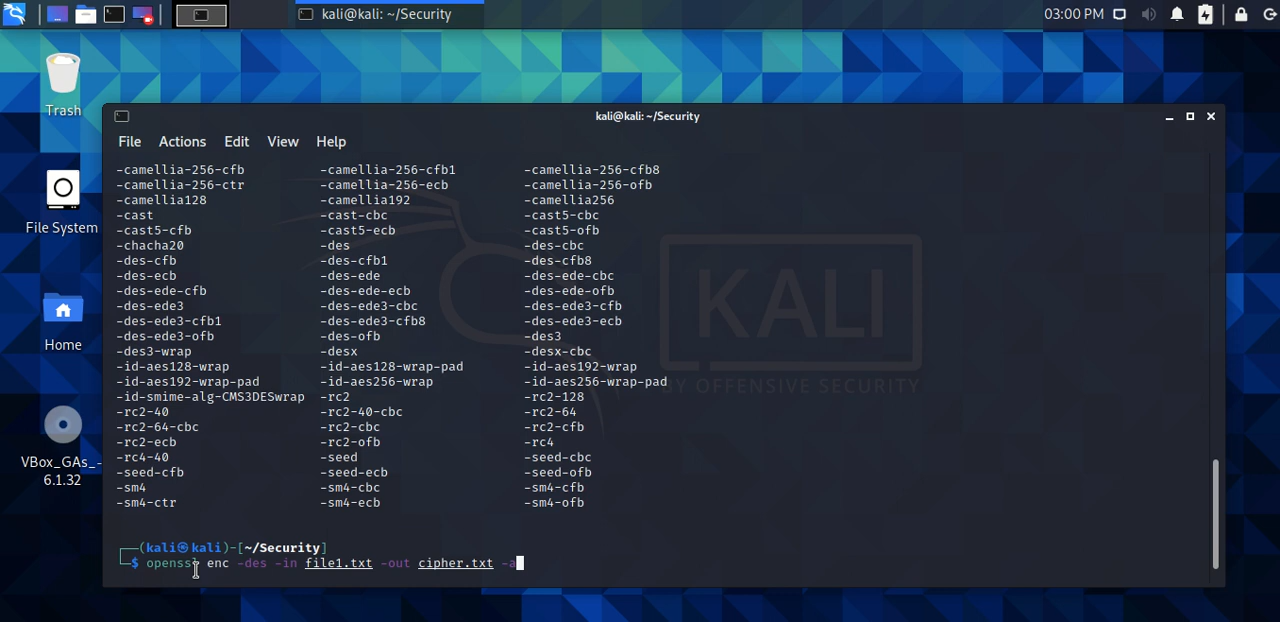 kali@kali: ~/Security
03:00 PM
Trash
File System
Home
VBox_GAs_-
6.1.32
kali@kali: ~/Security
File Actions Edit View Help
-camellia-256-cfb -camellia-256-cfb1 -camellia-256-cfb8
-camellia-256-ctr -camellia-256-ecb -camellia-256-ofb
-camellia128 -camellia192 -camellia256
-cast -cast-cbc -cast5-cbc
-cast5-cfb -cast5-ecb -cast5-ofb
-chacha20 -des -des-cbc
-des-cfb -des-cfb1 -des-cfb8
-des-ecb -des-ede -des-ede-cbc
-des-ede-cfb -des-ede-ecb -des-ede-ofb
-des-ede3 -des-ede3-cbc -des-ede3-cfb
-des-ede3-cfb1 -des-ede3-cfb8 -des-ede3-ecb
-des-ede3-ofb -des-ofb -des3
-des3-wrap -desx -desx-cbc
-id-aes128-wrap -id-aes128-wrap-pad -id-aes192-wrap
-id-aes192-wrap-pad -id-aes256-wrap -id-aes256-wrap-pad
-id-smime-alg-CMS3DESwrap -rc2 -rc2-128
-rc2-40 -rc2-40-cbc -rc2-64
-rc2-64-cbc -rc2-cbc -rc2-cfb
-rc2-ecb -rc2-ofb -rc4
-rc4-40 -seed -seed-cbc
-seed-cfb -seed-ecb -seed-ofb
-sm4 -sm4-cbc -sm4-cfb
-sm4-ctr -sm4-ecb -sm4-ofb
KALI
BY OFFENSIVE SECURITY
┌──(kali㉿kali)-[~/Security]
└─$ openssl enc -des -in file1.txt -out cipher.txt -a